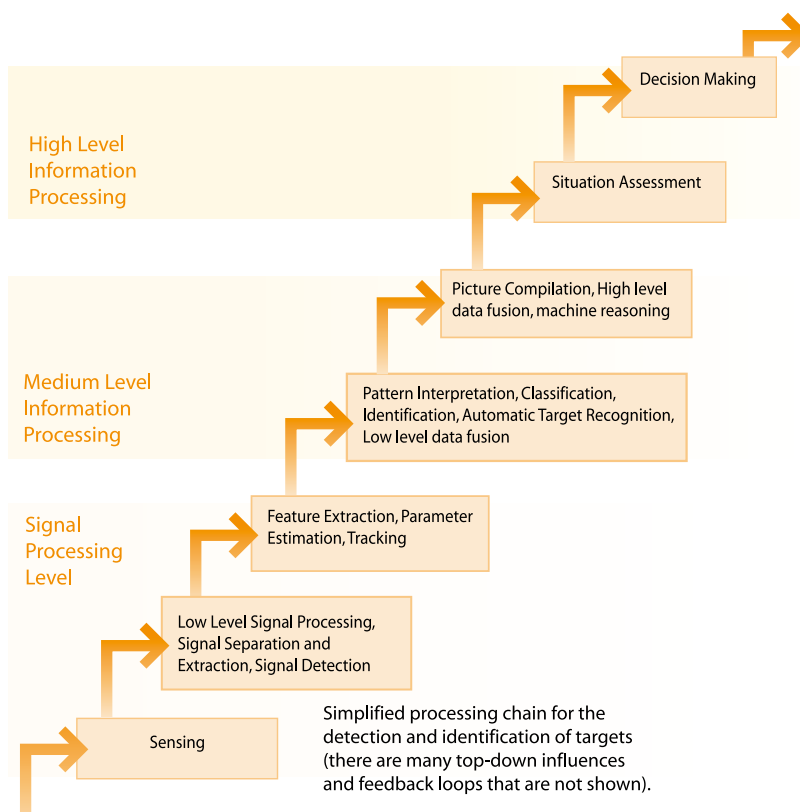 Decision Making
High Level
Information
Processing
Situation Assessment
Picture Compilation, High level
data fusion, machine reasoning
Medium Level
Information
Processing
Pattern Interpretation, Classification,
Identification, Automatic Target Recognition,
Low level data fusion
Signal
Processing
Level
Feature Extraction, Parameter
Estimation, Tracking
Low Level Signal Processing,
Signal Separation and
Extraction, Signal Detection
Sensing
Simplified processing chain for the
detection and identification of targets
(there are many top-down influences
and feedback loops that are not shown).